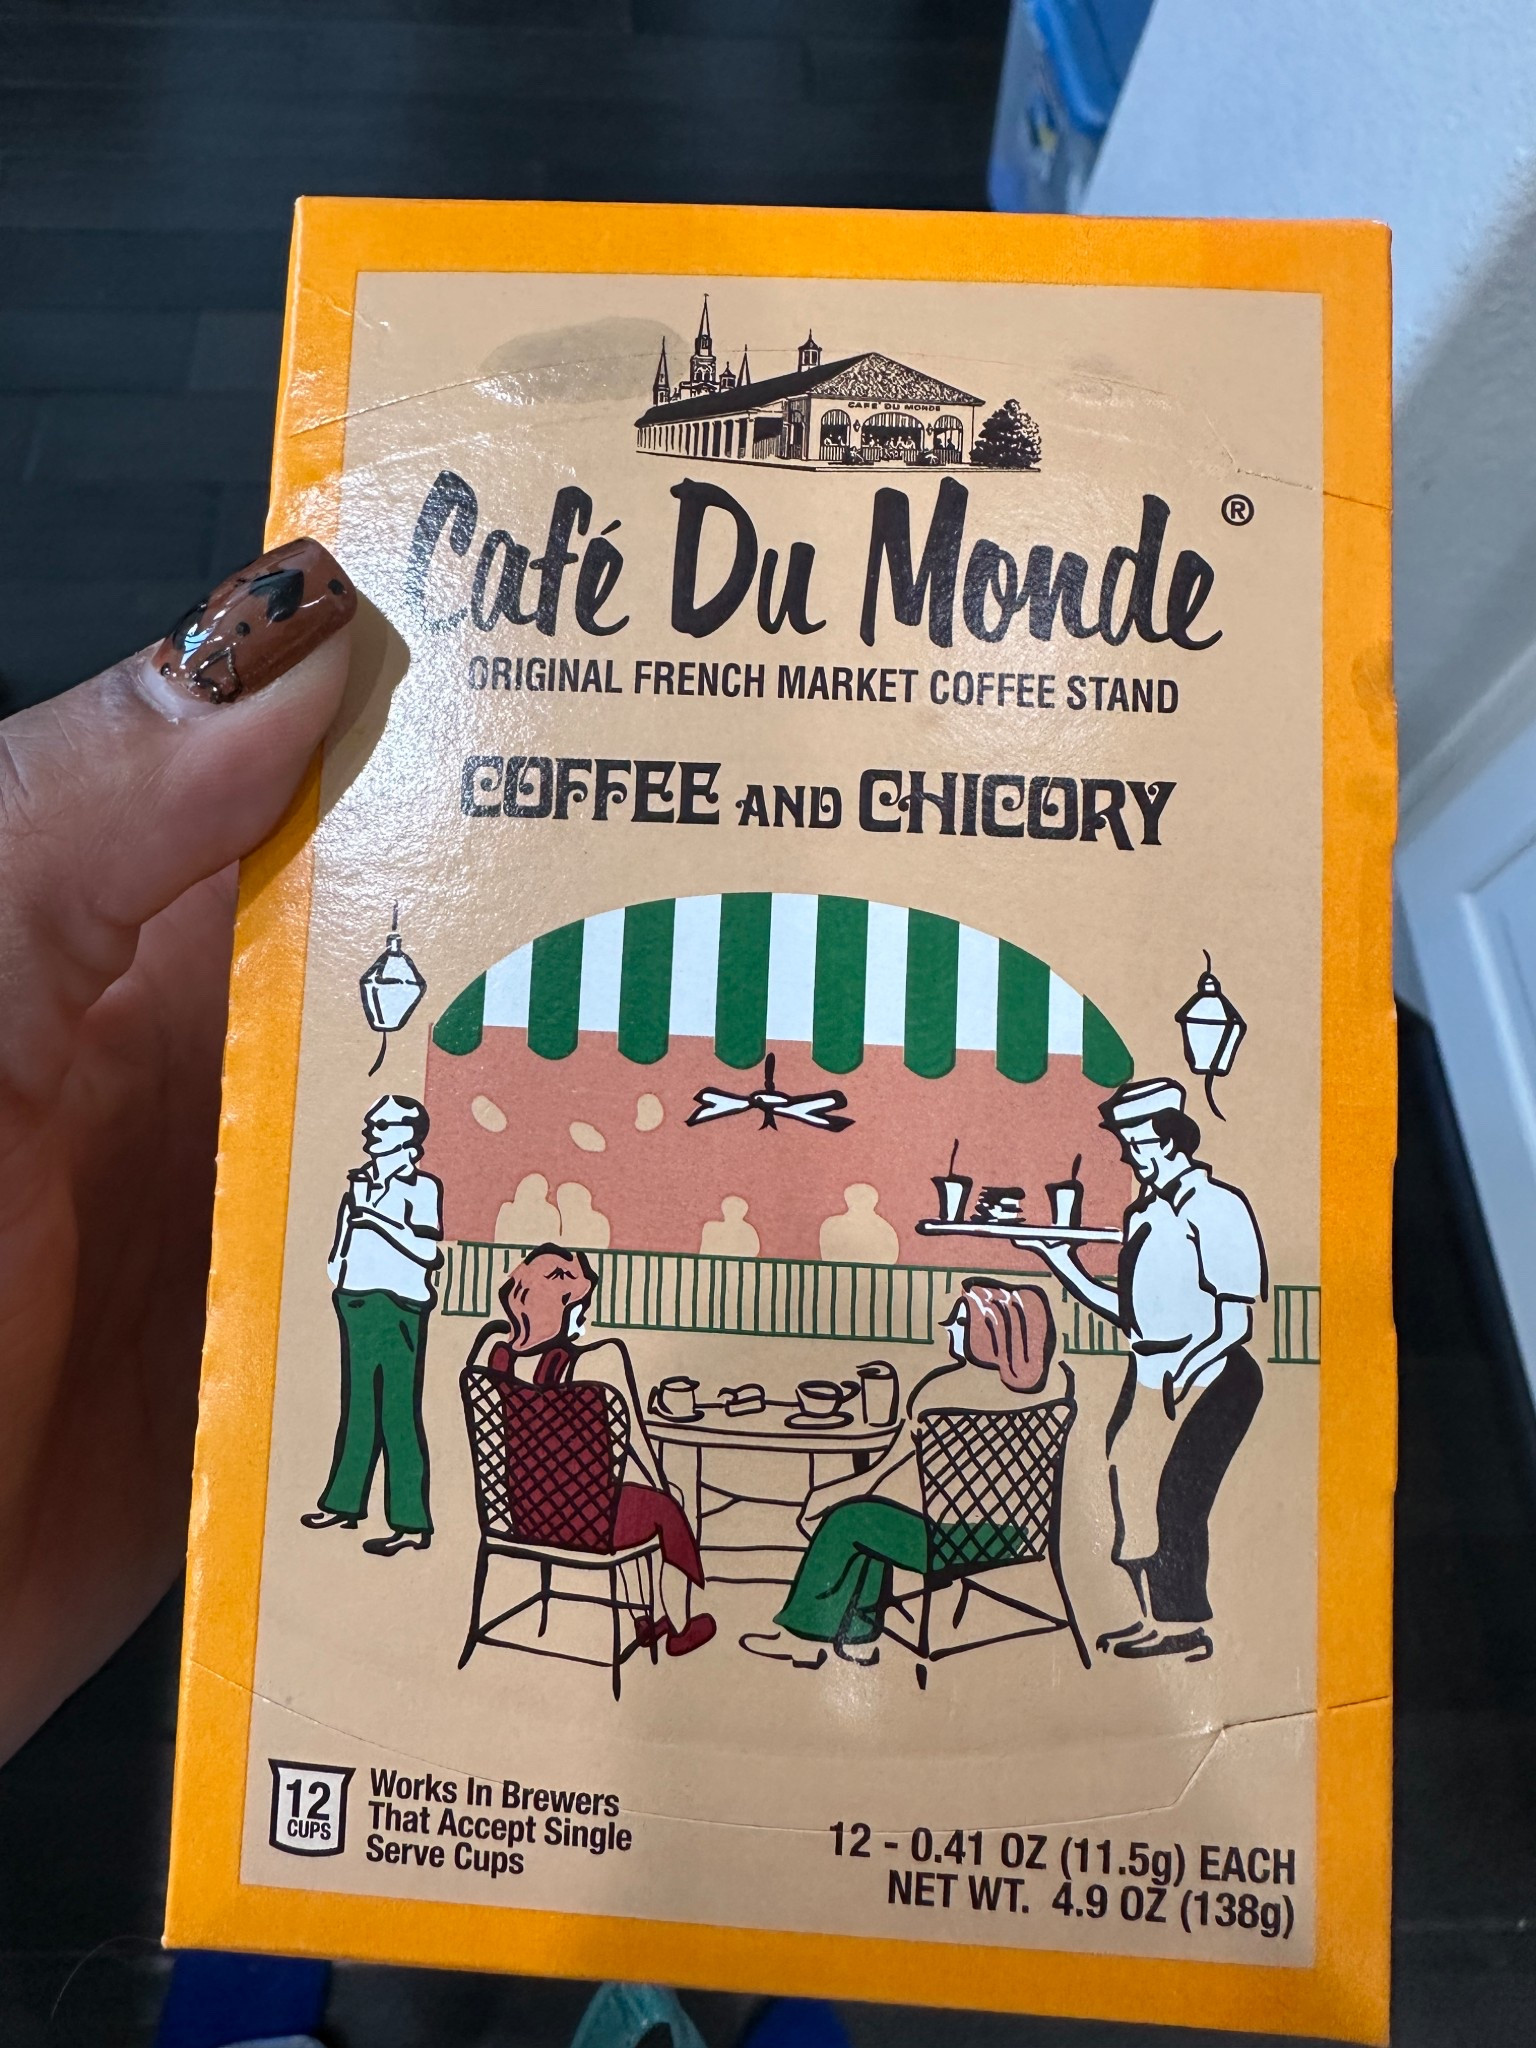 CAFE DU MONDE
Café Du Monde ®
ORIGINAL FRENCH MARKET COFFEE STAND
COFFEE AND CHICORY
12
CUPS
Works In Brewers
That Accept Single
Serve Cups
12 - 0.41 OZ (11.5g) EACH
NET WT. 4.9 OZ (138g)